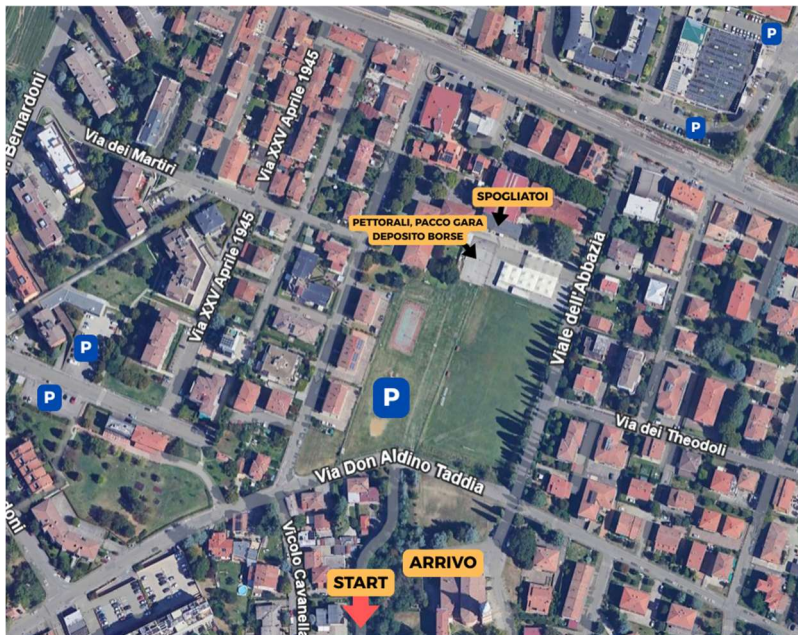 P
P
Bernardoni
Via dei Martiri
Via XXV Aprile 1945
SPOGLIATOI
PETTORALI, PACCO GARA
DEPOSITO BORSE
Via XXV Aprile 1945
Viale dell'Abbazia
P
P
P
Via dei Theodoli
Via Don Aldino Taddia
doni
Vicolo Cavanella
ARRIVO
START